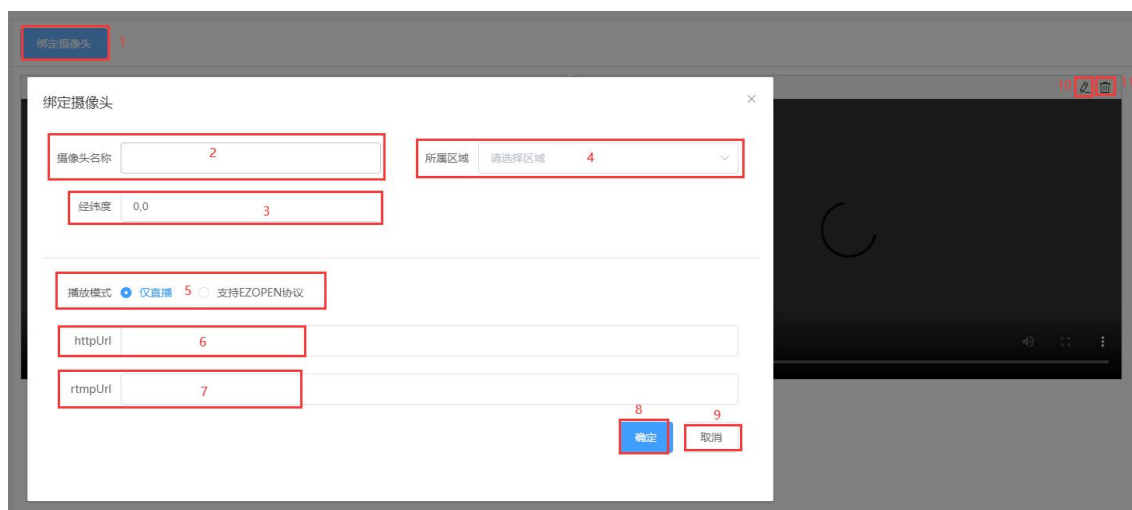 绑定摄像头 1
10 11
绑定摄像头
摄像头名称 2 所属区域 请选择区域 4
经纬度 0,0 3
播放模式 仅直播 5 支持EZOPEN协议
httpUrl 6
rtmpUrl 7
8 9
确定 取消